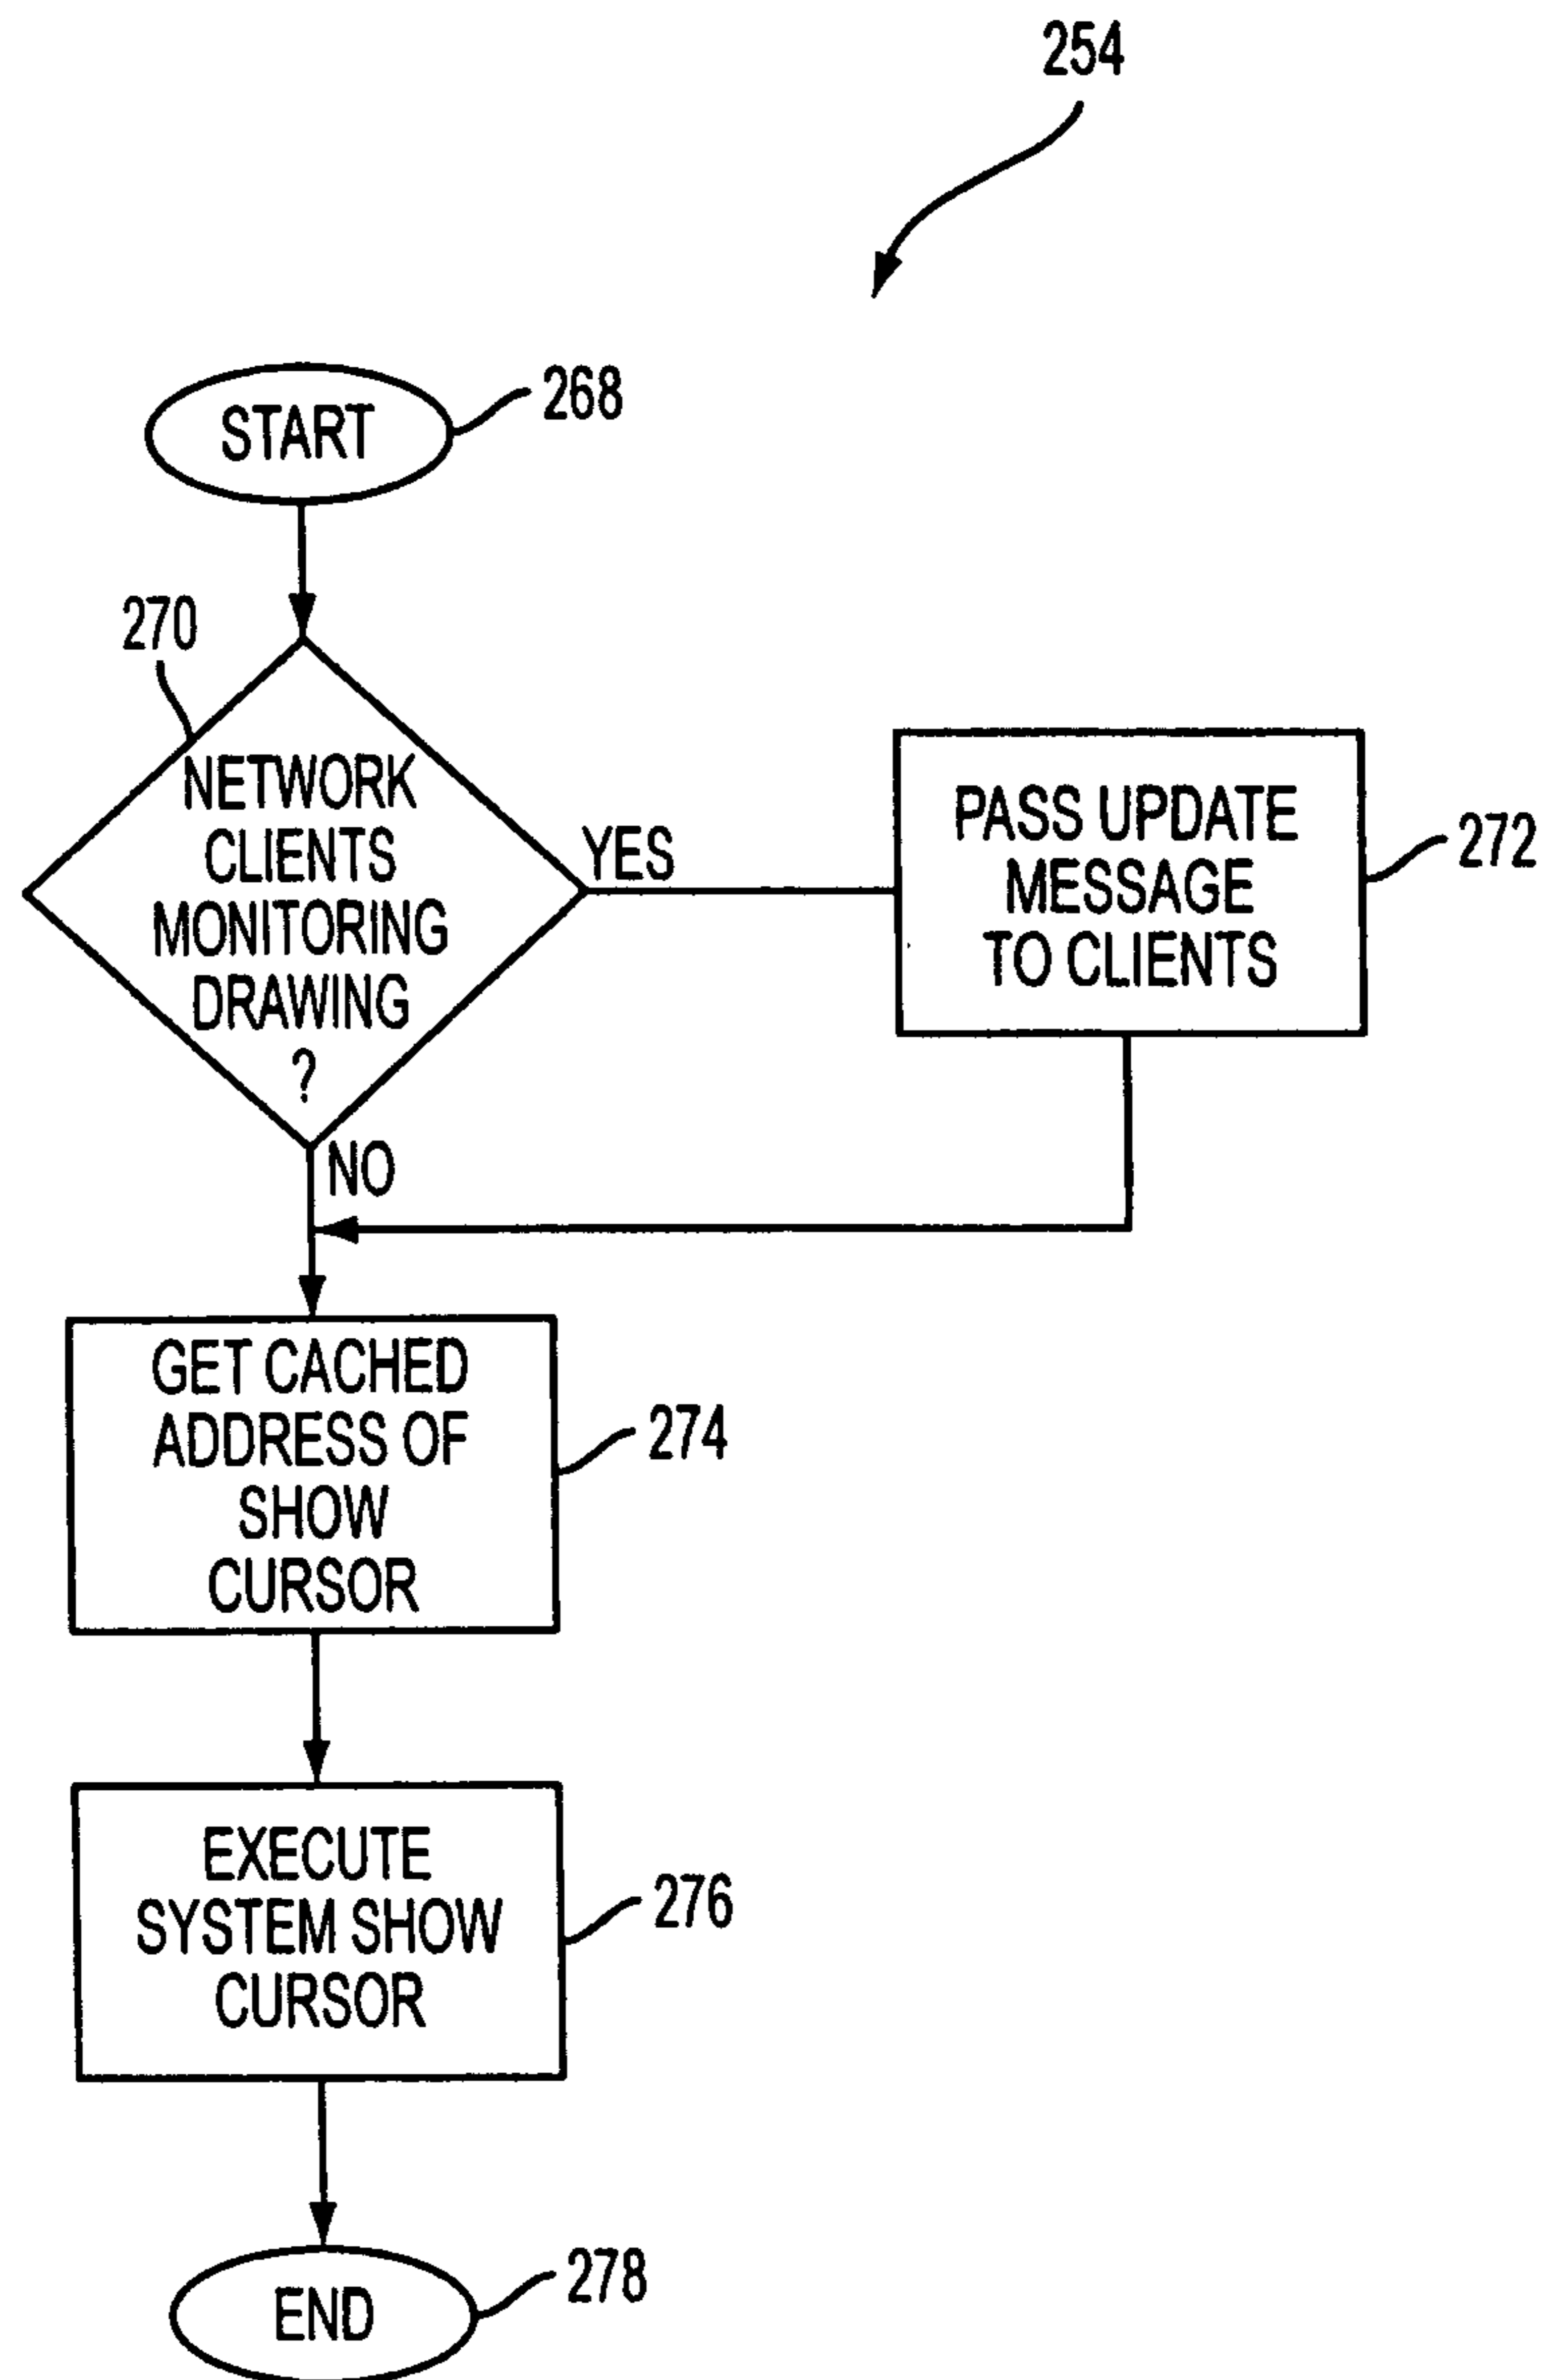 254
START
268
270
NETWORK
CLIENTS
MONITORING
DRAWING
?
YES
PASS UPDATE
MESSAGE
TO CLIENTS
272
NO
GET CACHED
ADDRESS OF
SHOW
CURSOR
274
EXECUTE
SYSTEM SHOW
CURSOR
276
END
278